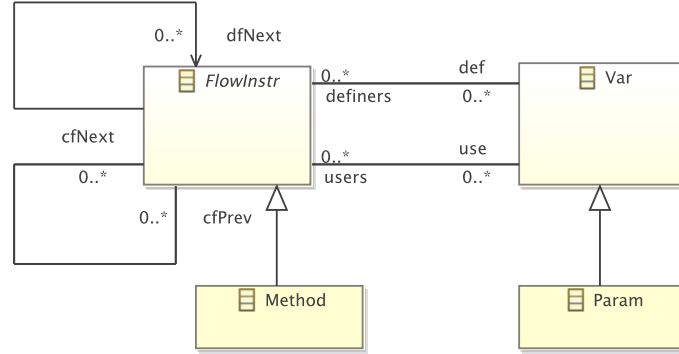 0..* dfNext
FlowInstr
0..* def
definers 0..*
Var
cfNext
0..*
0..* use
users 0..*
0..* cfPrev
Method
Param